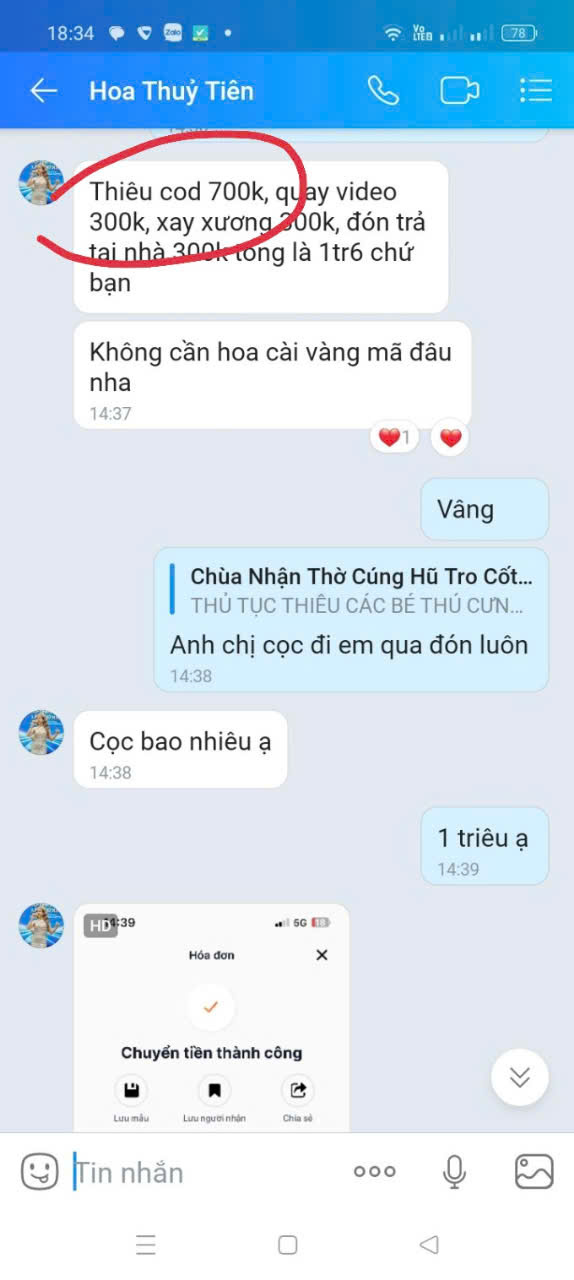 18:34
Zalo
Vo
LTE
78
Hoa Thuỷ Tiên
Thiêu cod 700k, quay video
300k, xay xương 300k, đón trả
tại nhà 300k tổng là 1tr6 chứ
bạn
Không cần hoa cài vàng mã đâu
nha
14:37
1
Vâng
Chùa Nhận Thờ Cúng Hũ Tro Cốt...
THỦ TỤC THIÊU CÁC BÉ THÚ CƯN...
Anh chị cọc đi em qua đón luôn
14:38
Cọc bao nhiêu ạ
14:38
1 triêu ạ
14:39
HD
:39
5G
18
Hóa đơn
Chuyển tiền thành công
Lưu mẫu
Lưu người nhận
Chia sẻ
Tin nhắn